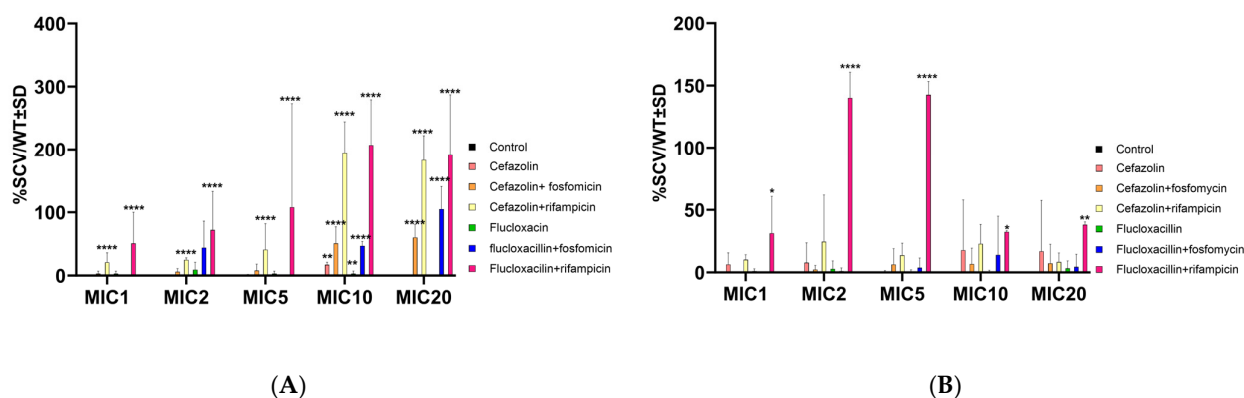 %SCV/WT±SD
400
300
200
100
0
**** **** **** ** **** **** ** **** **** **** **** **** ****
**** **** **** ****
MIC1 MIC2 MIC5 MIC10 MIC20
Control
Cefazolin
Cefazolin+ fosfomicin
Cefazolin+rifampicin
Flucloxacin
flucloxacillin+fosfomicin
Flucloxacilin+rifampicin
(A)
%SCV/WT±SD
200
150
100
50
0
* **** **** * **
MIC1 MIC2 MIC5 MIC10 MIC20
Control
Cefazolin
Cefazolin+fosfomycin
Cefazolin+rifampicin
Flucloxacillin
Flucloxacillin+fosfomycin
Flucloxacillin+rifampicin
(B)